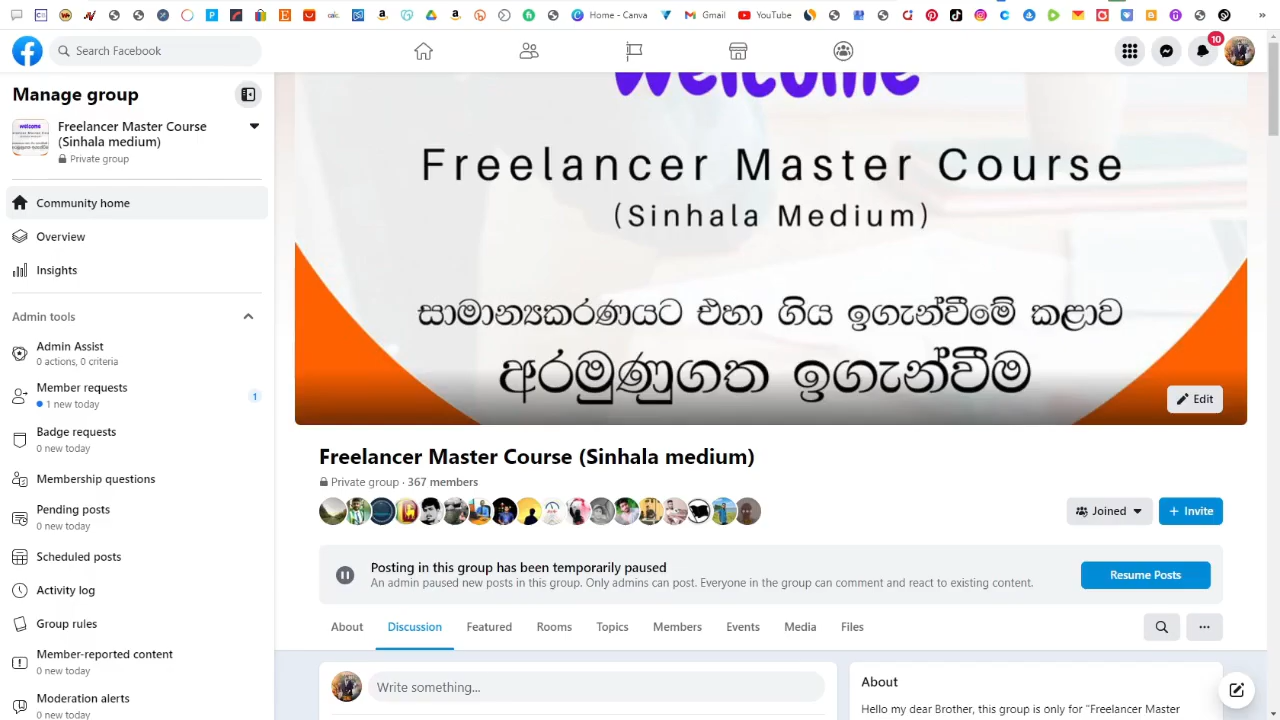 Home - Canva
Gmail
YouTube
Search Facebook
10
Manage group
Freelancer Master Course
(Sinhala medium)
Private group
Community home
Overview
Insights
Admin tools
Admin Assist
0 actions, 0 criteria
Member requests
1 new today
1
Badge requests
0 new today
Membership questions
Pending posts
0 new today
Scheduled posts
Activity log
Group rules
Member-reported content
0 new today
Moderation alerts
0 new today
welcome
Freelancer Master Course
(Sinhala Medium)
සාමාන්‍යකරණයට එහා ගිය ඉගැන්වීමේ කළාව
අරමුණුගත ඉගැන්වීම
Edit
Freelancer Master Course (Sinhala medium)
Private group · 367 members
Joined
+ Invite
Posting in this group has been temporarily paused
An admin paused new posts in this group. Only admins can post. Everyone in the group can comment and react to existing content.
Resume Posts
About Discussion Featured Rooms Topics Members Events Media Files
Write something...
About
Hello my dear Brother, this group is only for "Freelancer Master